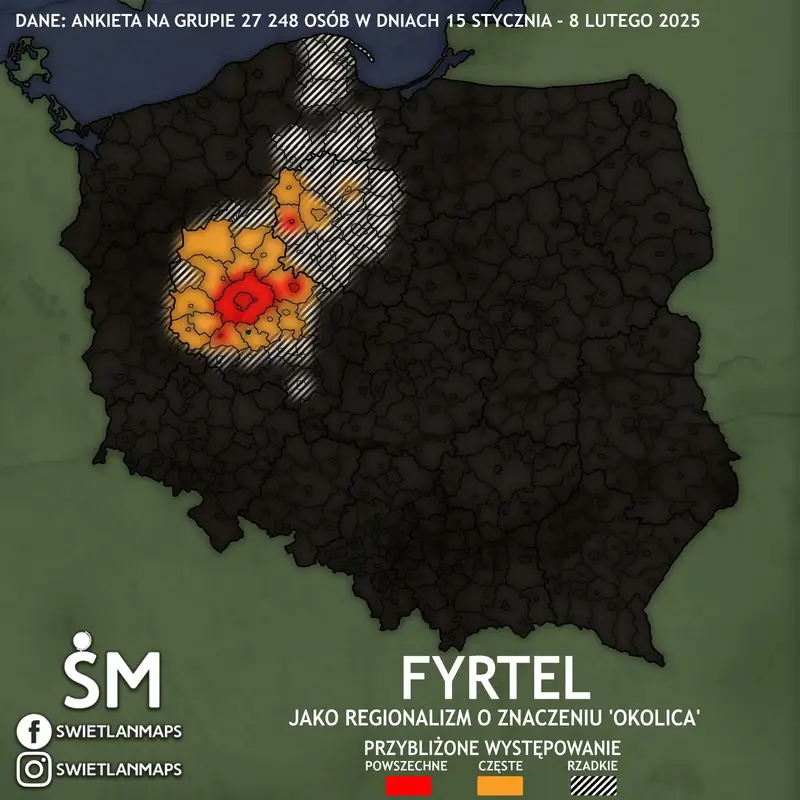 DANE: ANKIETA NA GRUPIE 27 248 OSÓB W DNIACH 15 STYCZNIA - 8 LUTEGO 2025
ŚM
SWIETLANMAPS
SWIETLANMAPS
FYRTEL
JAKO REGIONALIZM O ZNACZENIU 'OKOLICA'
PRZYBLIŻONE WYSTĘPOWANIE
POWSZECHNE CZĘSTE RZADKIE